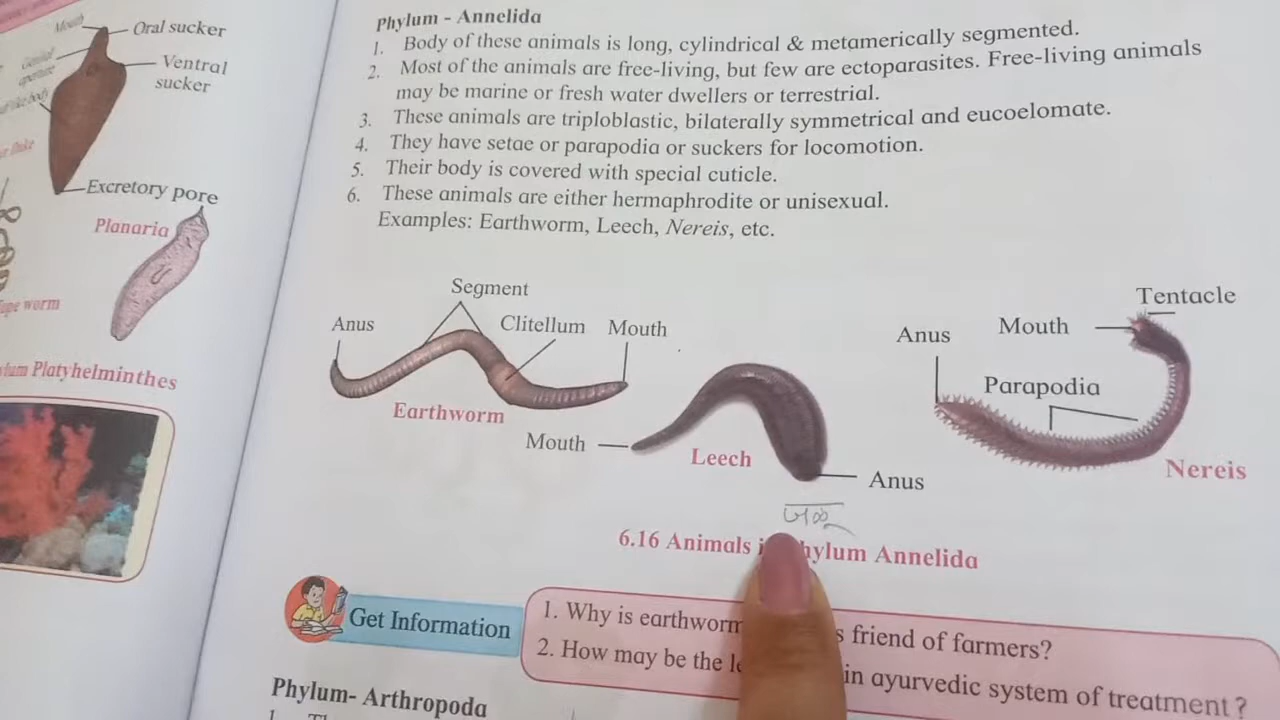 Mouth
Oral sucker
Ventral
sucker
Excretory pore
Planaria
Platyhelminthes
Phylum - Annelida
1. Body of these animals is long, cylindrical & metamerically segmented.
2. Most of the animals are free-living, but few are ectoparasites. Free-living animals
may be marine or fresh water dwellers or terrestrial.
3. These animals are triploblastic, bilaterally symmetrical and eucoelomate.
4. They have setae or parapodia or suckers for locomotion.
5. Their body is covered with special cuticle.
6. These animals are either hermaphrodite or unisexual.
Examples: Earthworm, Leech, Nereis, etc.
Segment
Anus
Clitellum
Mouth
Earthworm
Mouth
Leech
Anus
Tentacle
Mouth
Anus
Parapodia
Nereis
6.16 Animals Phylum Annelida
Get Information
1. Why is earthworm friend of farmers?
2. How may be the in ayurvedic system of treatment ?
Phylum- Arthropoda